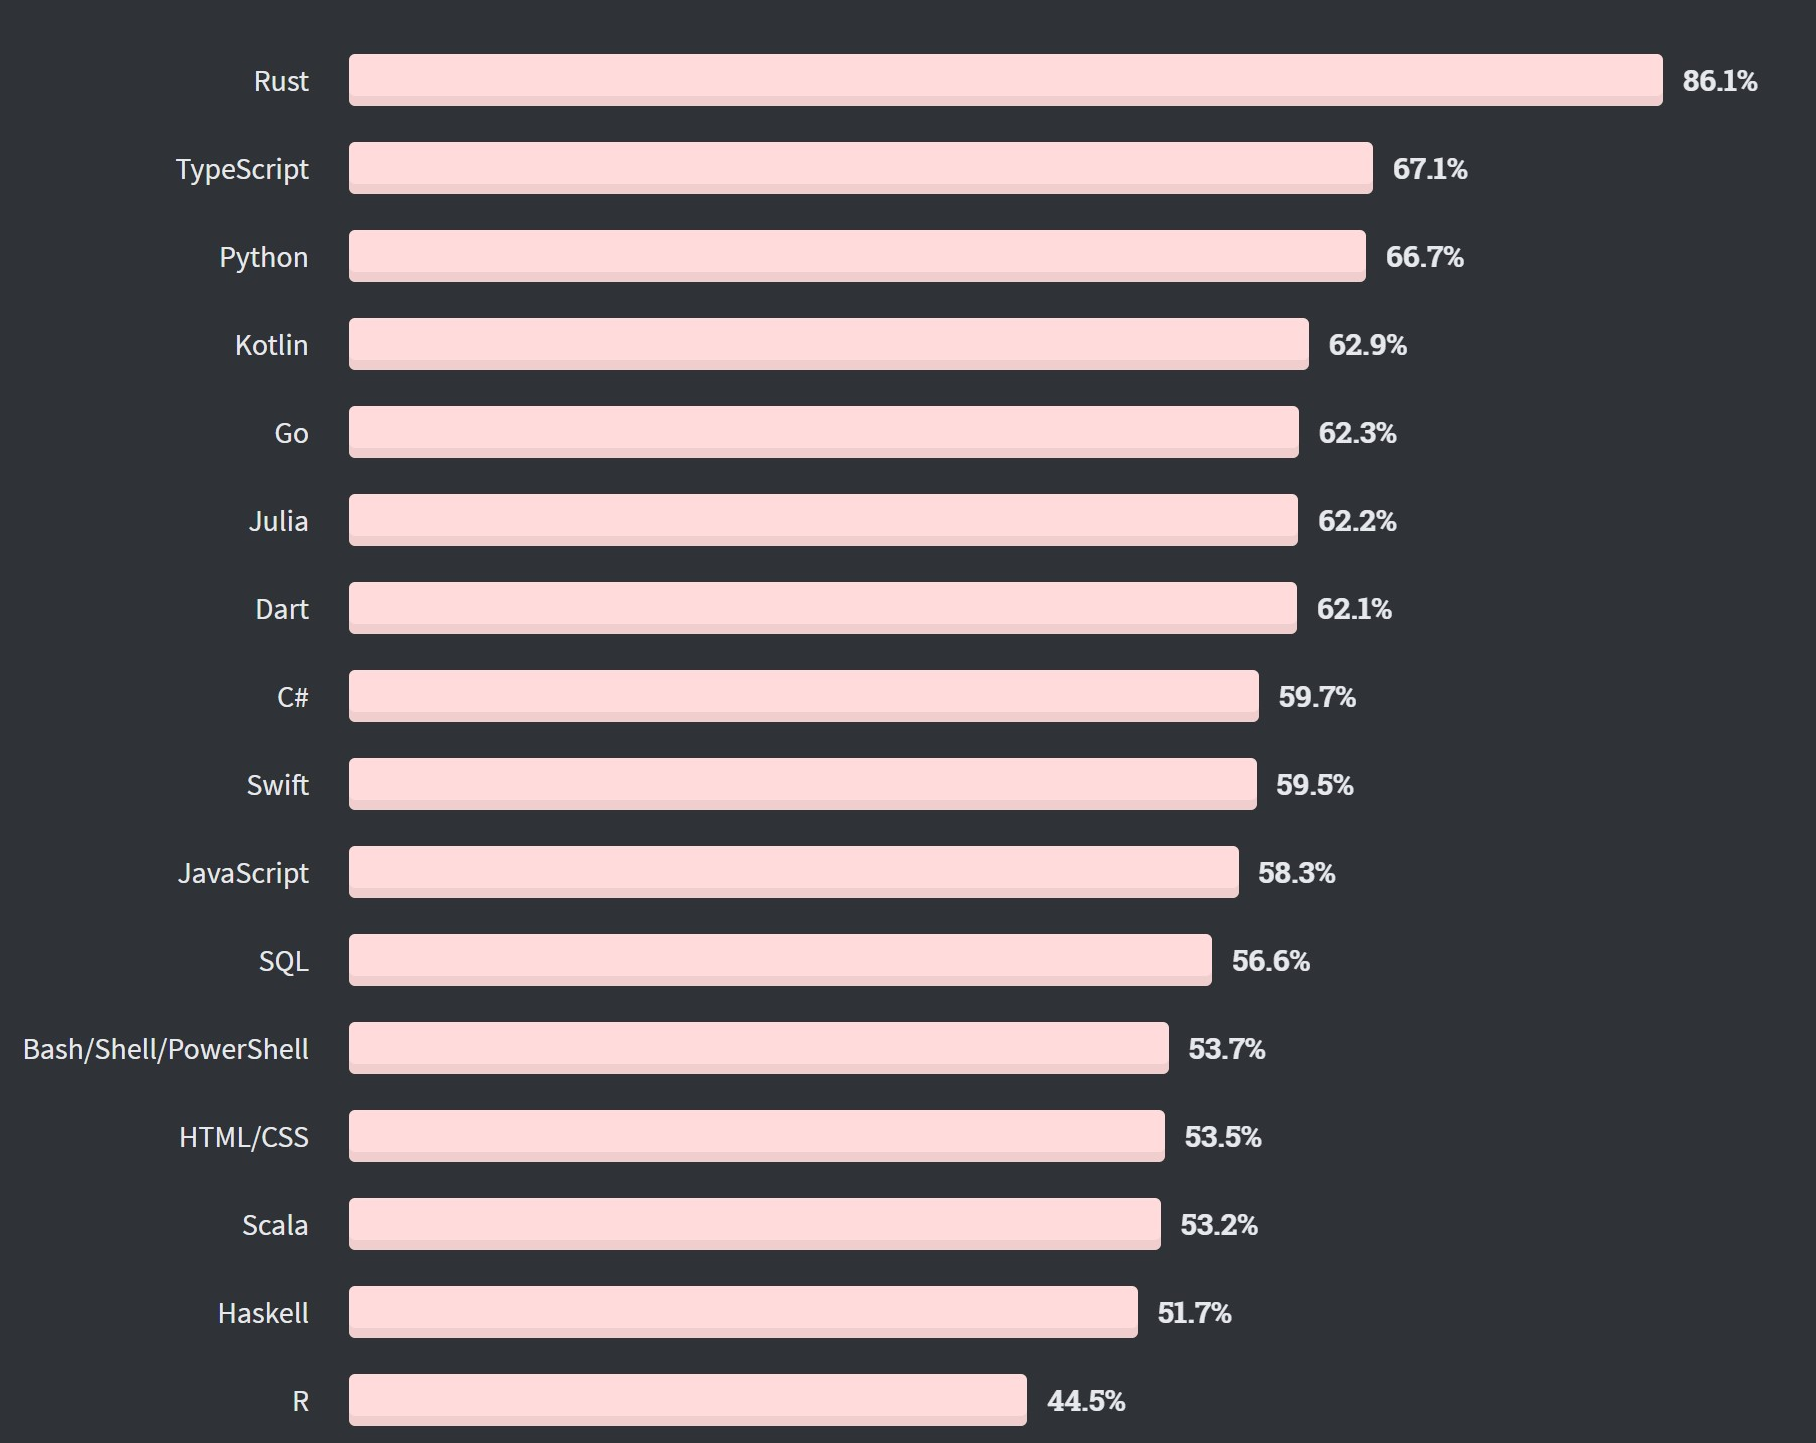 Rust 86.1%
TypeScript 67.1%
Python 66.7%
Kotlin 62.9%
Go 62.3%
Julia 62.2%
Dart 62.1%
C# 59.7%
Swift 59.5%
JavaScript 58.3%
SQL 56.6%
Bash/Shell/PowerShell 53.7%
HTML/CSS 53.5%
Scala 53.2%
Haskell 51.7%
R 44.5%